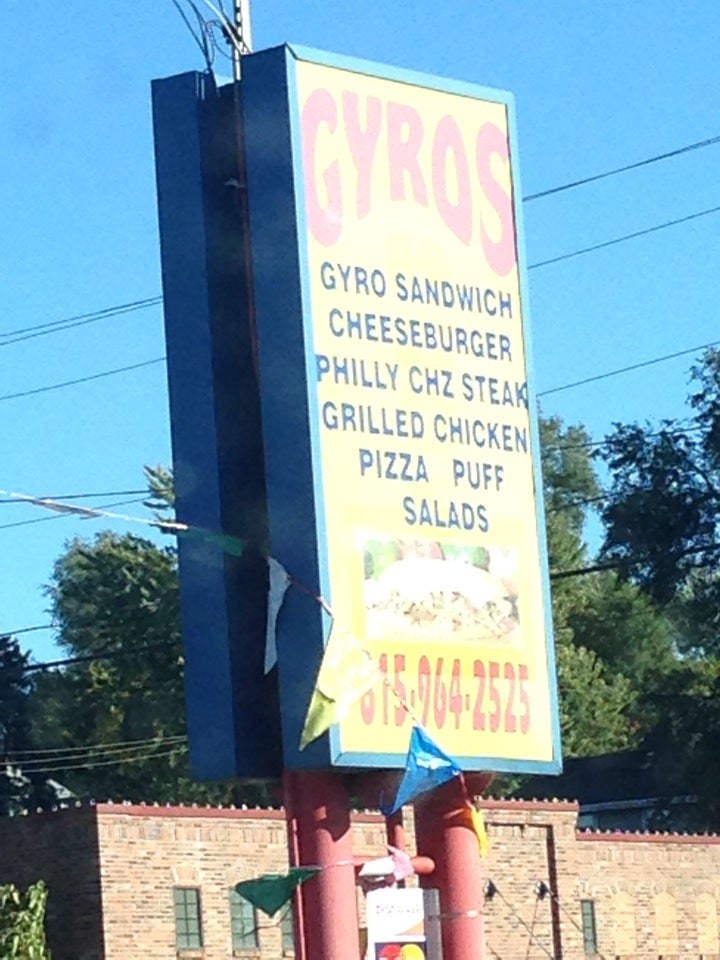 GYROS
GYRO SANDWICH
CHEESEBURGER
PHILLY CHZ STEAK
GRILLED CHICKEN
PIZZA PUFF
SALADS
815-964-2525